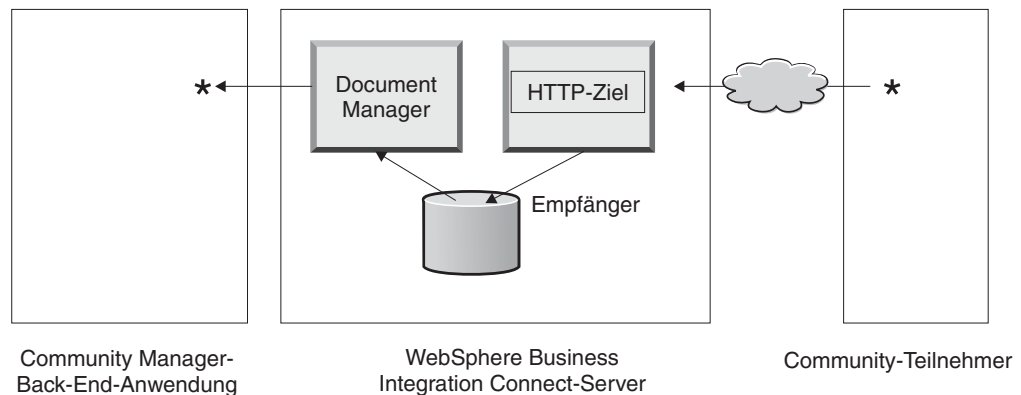 *
Document
Manager
HTTP-Ziel
*
Empfänger
Community Manager-
Back-End-Anwendung
WebSphere Business
Integration Connect-Server
Community-Teilnehmer